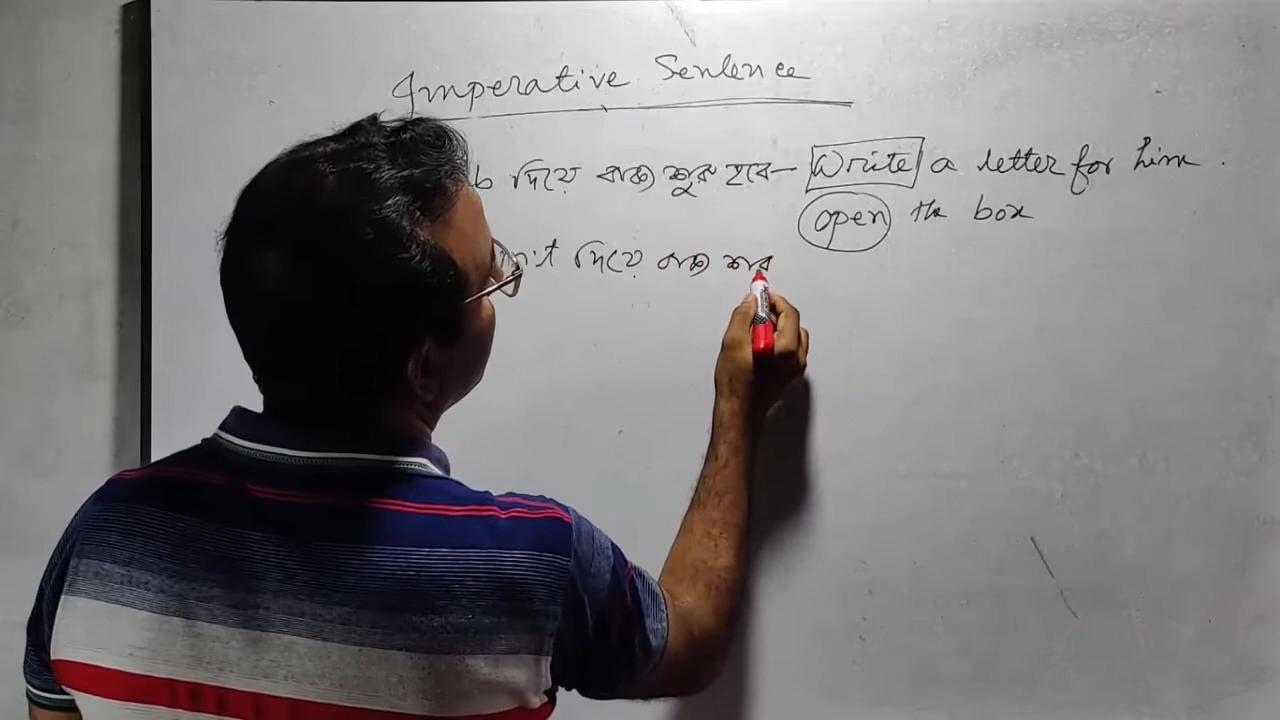 Imperative Sentence
b দিয়ে বাক্য শুরু হবে— Write a letter for him.
open the box
দিয়ে বাক্য